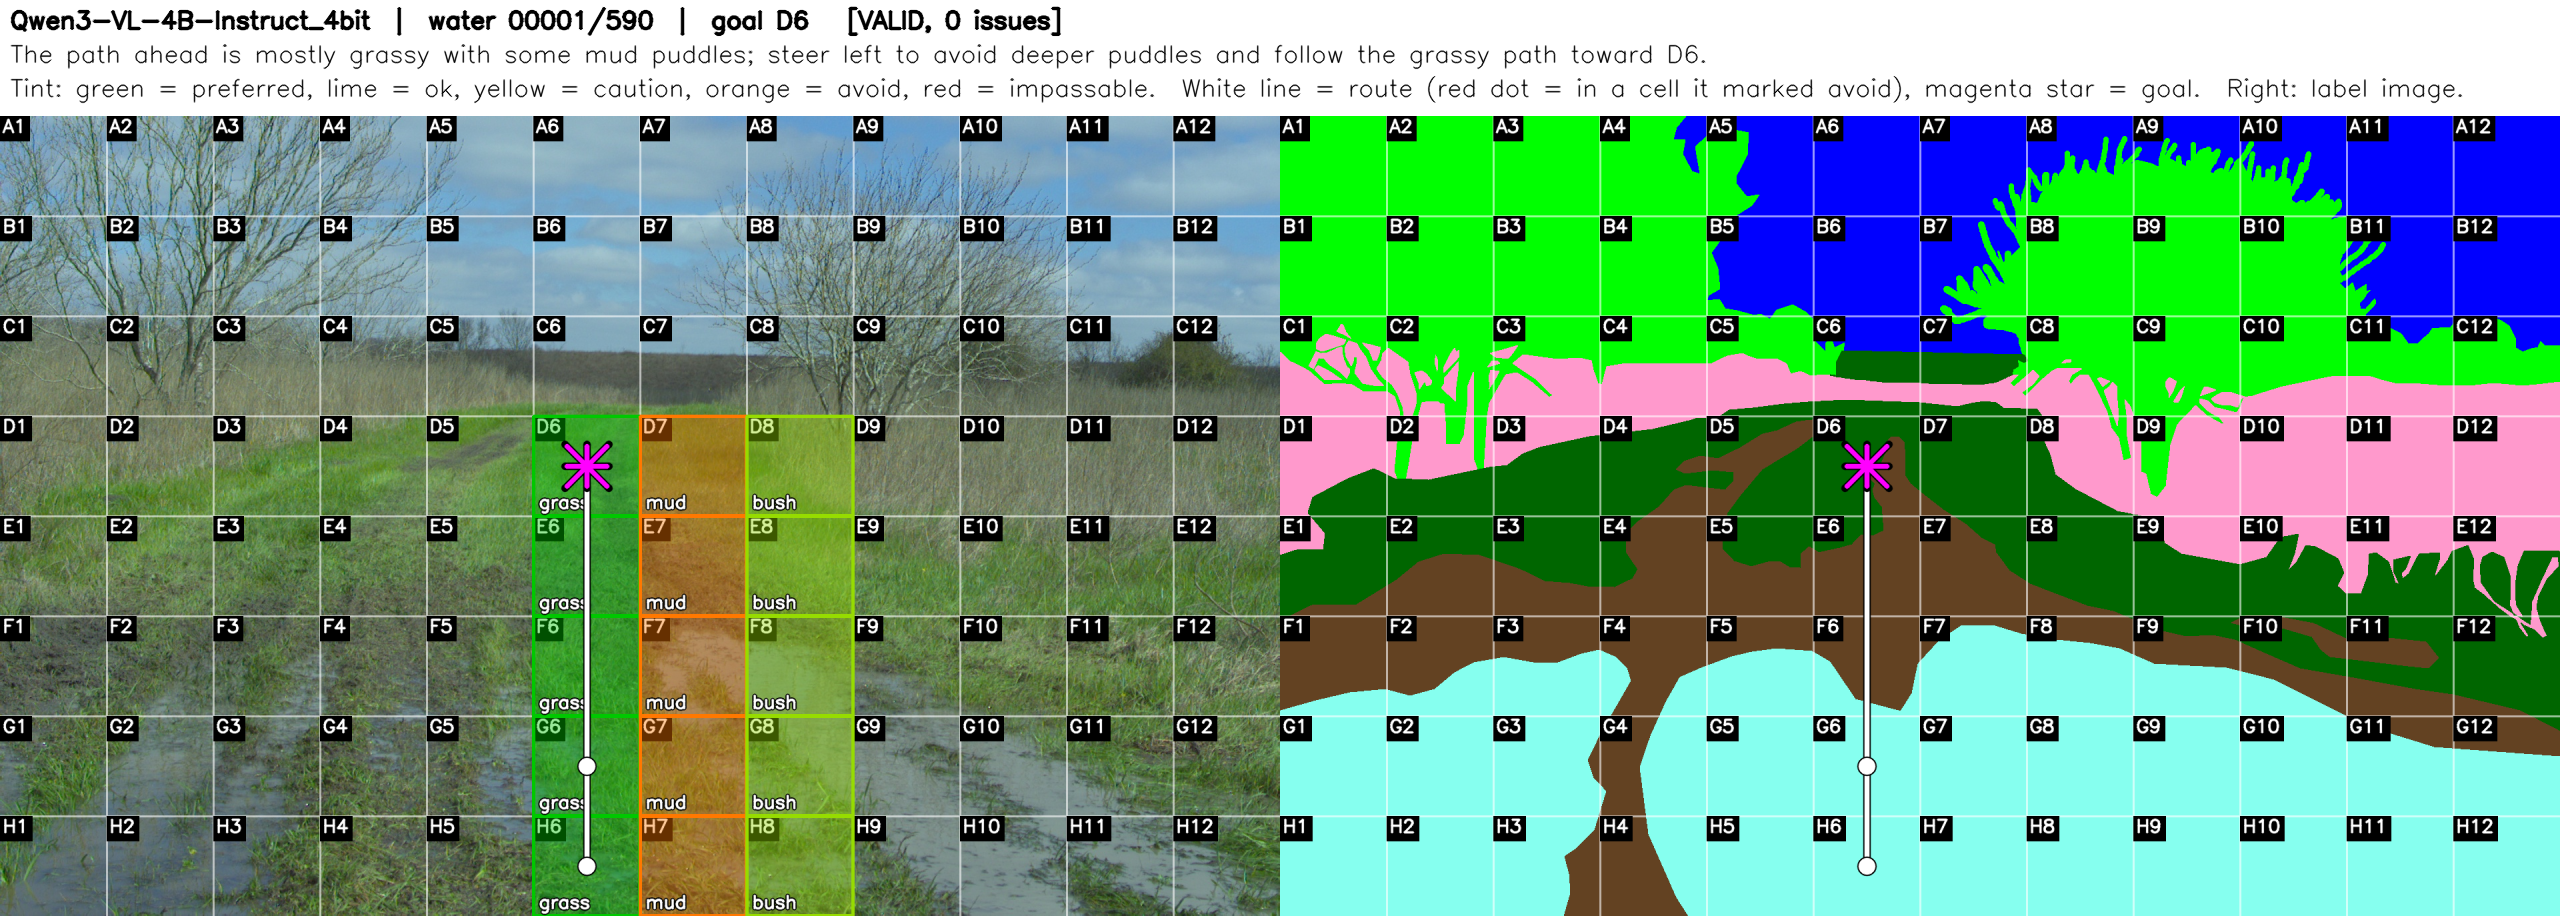 Qwen3-VL-4B-Instruct_4bit | water 00001/590 | goal D6 [VALID, 0 issues]
The path ahead is mostly grassy with some mud puddles; steer left to avoid deeper puddles and follow the grassy path toward D6.
Tint: green = preferred, lime = ok, yellow = caution, orange = avoid, red = impassable. White line = route (red dot = in a cell it marked avoid), magenta star = goal. Right: label image.
A1 A2 A3 A4 A5 A6 A7 A8 A9 A10 A11 A12 A1 A2 A3 A4 A5 A6 A7 A8 A9 A10 A11 A12
B1 B2 B3 B4 B5 B6 B7 B8 B9 B10 B11 B12 B1 B2 B3 B4 B5 B6 B7 B8 B9 B10 B11 B12
C1 C2 C3 C4 C5 C6 C7 C8 C9 C10 C11 C12 C1 C2 C3 C4 C5 C6 C7 C8 C9 C10 C11 C12
D1 D2 D3 D4 D5 D6 D7 D8 D9 D10 D11 D12 D1 D2 D3 D4 D5 D6 D7 D8 D9 D10 D11 D12
grass mud bush
E1 E2 E3 E4 E5 E6 E7 E8 E9 E10 E11 E12 E1 E2 E3 E4 E5 E6 E7 E8 E9 E10 E11 E12
grass mud bush
F1 F2 F3 F4 F5 F6 F7 F8 F9 F10 F11 F12 F1 F2 F3 F4 F5 F6 F7 F8 F9 F10 F11 F12
grass mud bush
G1 G2 G3 G4 G5 G6 G7 G8 G9 G10 G11 G12 G1 G2 G3 G4 G5 G6 G7 G8 G9 G10 G11 G12
grass mud bush
H1 H2 H3 H4 H5 H6 H7 H8 H9 H10 H11 H12 H1 H2 H3 H4 H5 H6 H7 H8 H9 H10 H11 H12
grass mud bush